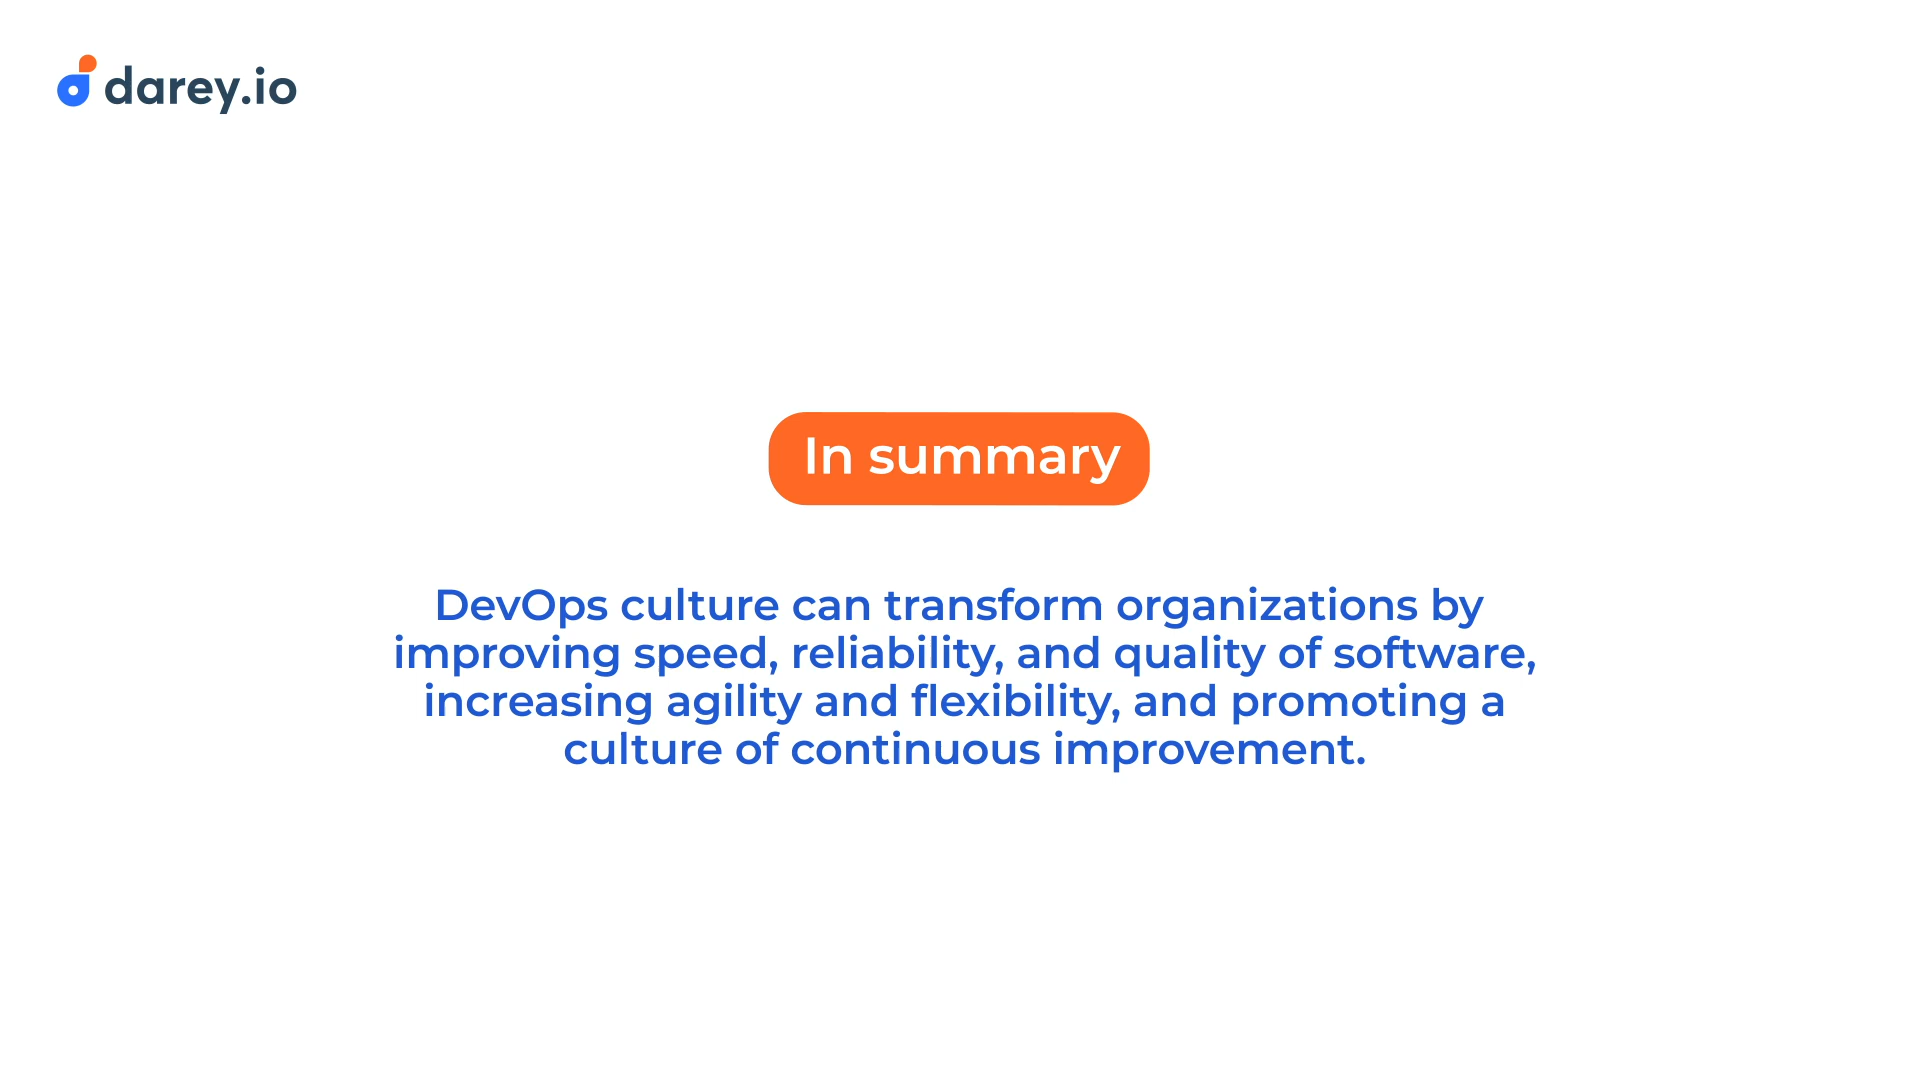 darey.io
In summary
DevOps culture can transform organizations by
improving speed, reliability, and quality of software,
increasing agility and flexibility, and promoting a
culture of continuous improvement.